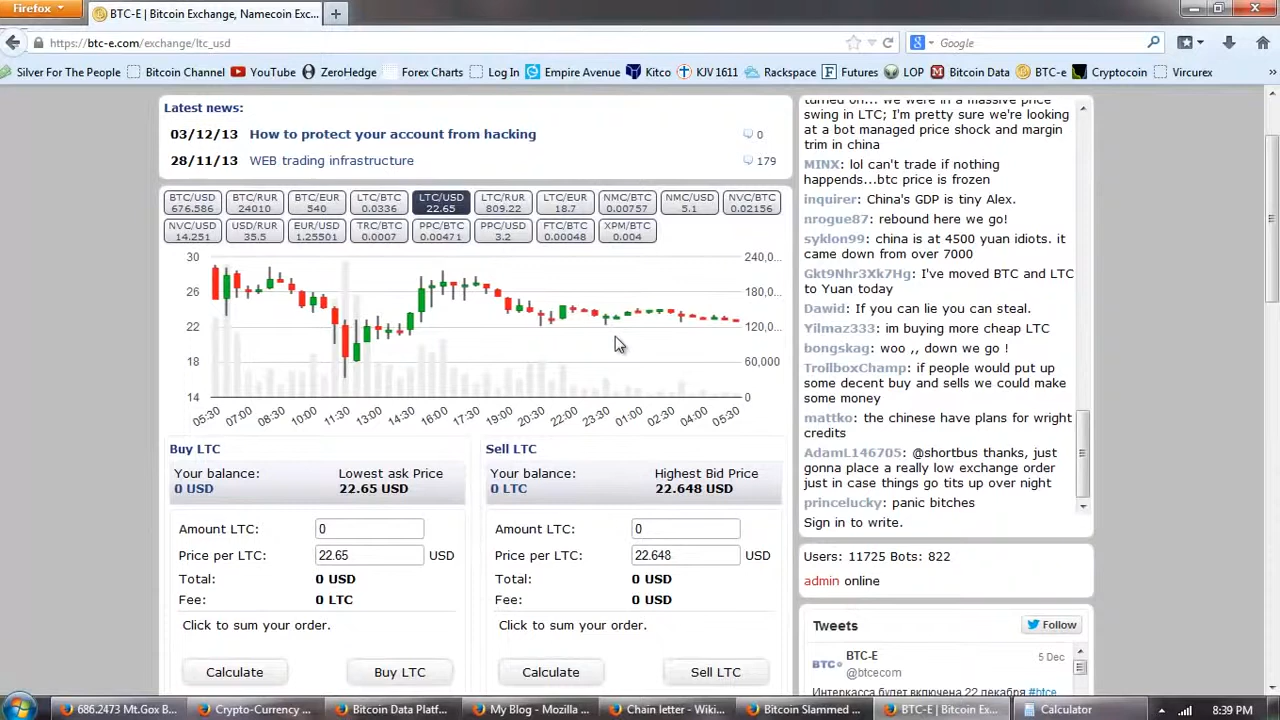 Firefox
BTC-E | Bitcoin Exchange, Namecoin Exc...
https://btc-e.com/exchange/ltc_usd
Google
Silver For The People
Bitcoin Channel
YouTube
ZeroHedge
Forex Charts
Log In
Empire Avenue
Kitco
KJV 1611
Rackspace
Futures
LOP
Bitcoin Data
BTC-e
Cryptocoin
Vircurex
»
Latest news:
03/12/13 How to protect your account from hacking 0
28/11/13 WEB trading infrastructure 179
BTC/USD BTC/RUR BTC/EUR LTC/BTC LTC/USD LTC/RUR LTC/EUR NMC/BTC NMC/USD NVC/BTC
676.586 24010 540 0.0336 22.65 809.22 18.7 0.00757 5.1 0.02156
NVC/USD USD/RUR EUR/USD TRC/BTC PPC/BTC PPC/USD FTC/BTC XPM/BTC
14.251 35.5 1.25501 0.0007 0.00471 3.2 0.00048 0.004
30 240,0...
26 180,0...
22 120,0...
18 60,000
14 0
05:30 07:00 08:30 10:00 11:30 13:00 14:30 16:00 17:30 19:00 20:30 22:00 23:30 01:00 02:30 04:00 05:30
Buy LTC
Your balance: Lowest ask Price
0 USD 22.65 USD
Amount LTC: 0
Price per LTC: 22.65 USD
Total: 0 USD
Fee: 0 LTC
Click to sum your order.
Calculate Buy LTC
Sell LTC
Your balance: Highest Bid Price
0 LTC 22.648 USD
Amount LTC: 0
Price per LTC: 22.648 USD
Total: 0 USD
Fee: 0 USD
Click to sum your order.
Calculate Sell LTC
turned on... we were in a massive price
swing in LTC; I'm pretty sure we're looking
at a bot managed price shock and margin
trim in china
MINX: lol can't trade if nothing
happends...btc price is frozen
inquirer: China's GDP is tiny Alex.
nrogue87: rebound here we go!
syklon99: china is at 4500 yuan idiots. it
came down from over 7000
Gkt9Nhr3Xk7Hg: I've moved BTC and LTC
to Yuan today
Dawid: If you can lie you can steal.
Yilmaz333: im buying more cheap LTC
bongskag: woo ,, down we go !
TrollboxChamp: if people would put up
some decent buy and sells we could make
some money
mattko: the chinese have plans for wright
credits
AdamL146705: @shortbus thanks, just
gonna place a really low exchange order
just in case things go tits up over night
princelucky: panic bitches
Sign in to write.
Users: 11725 Bots: 822
admin online
Tweets
Follow
BTC-E 5 Dec
@btcecom
Интеркасса будет включена 22 декабря #btce
686.2473 Mt.Gox B...
Crypto-Currency ...
Bitcoin Data Platf...
My Blog - Mozilla ...
Chain letter - Wiki...
Bitcoin Slammed ...
BTC-E | Bitcoin Ex...
Calculator
8:39 PM